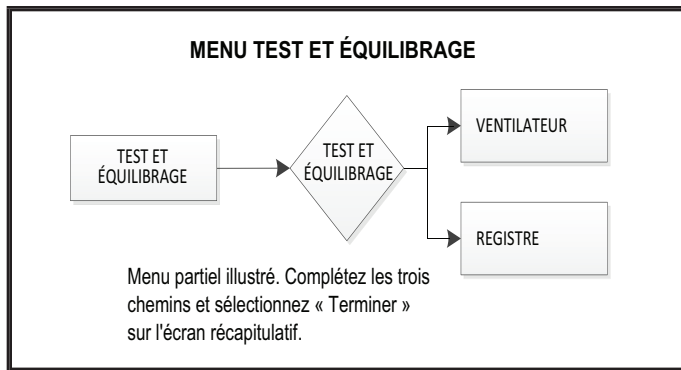 MENU TEST ET ÉQUILIBRAGE
TEST ET
ÉQUILIBRAGE
TEST ET
ÉQUILIBRAGE
VENTILATEUR
REGISTRE
Menu partiel illustré. Complétez les trois
chemins et sélectionnez « Terminer »
sur l'écran récapitulatif.